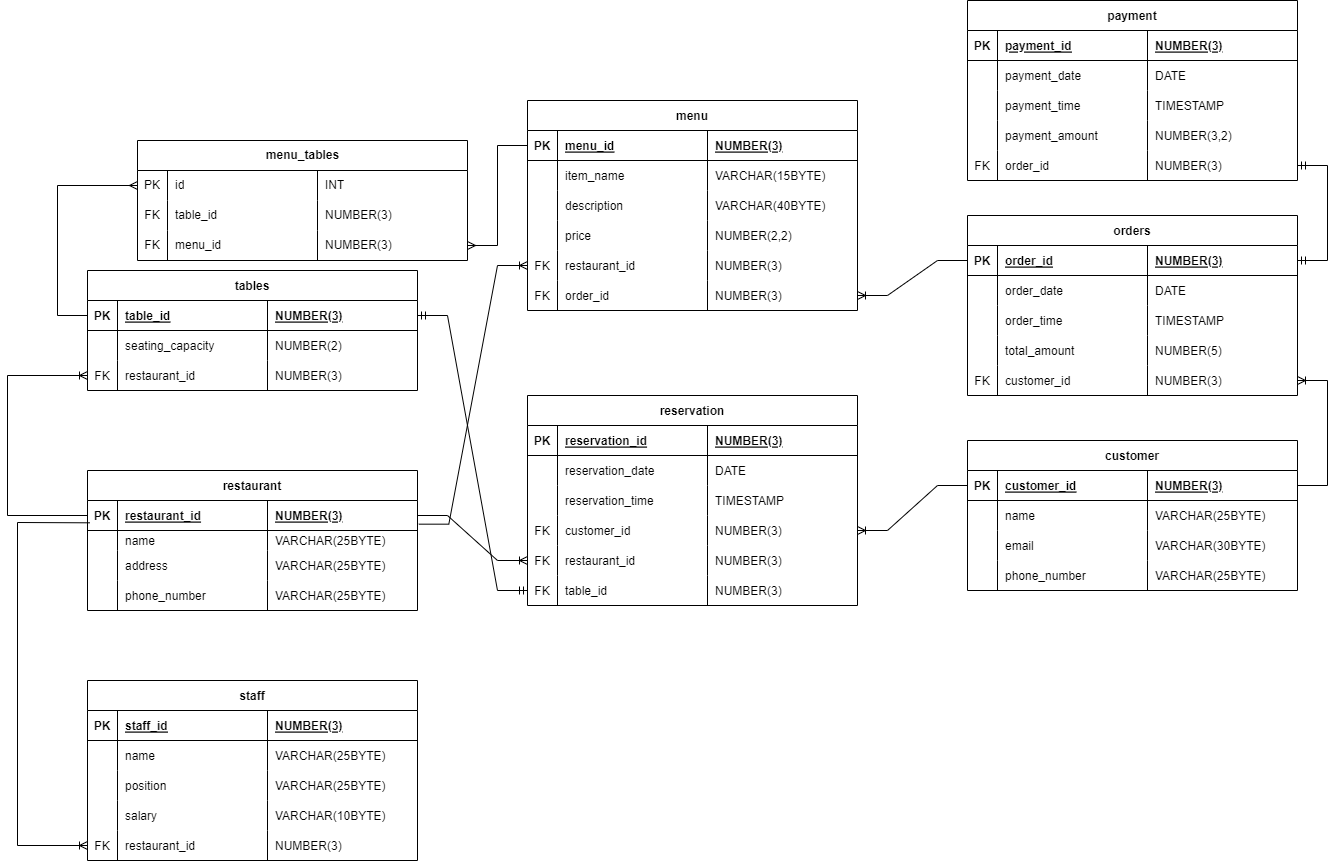 payment
PK payment_id NUMBER(3)
payment_date DATE
payment_time TIMESTAMP
payment_amount NUMBER(3,2)
FK order_id NUMBER(3)
menu
PK menu_id NUMBER(3)
item_name VARCHAR(15BYTE)
description VARCHAR(40BYTE)
price NUMBER(2,2)
FK restaurant_id NUMBER(3)
FK order_id NUMBER(3)
menu_tables
PK id INT
FK table_id NUMBER(3)
FK menu_id NUMBER(3)
orders
PK order_id NUMBER(3)
order_date DATE
order_time TIMESTAMP
total_amount NUMBER(5)
FK customer_id NUMBER(3)
tables
PK table_id NUMBER(3)
seating_capacity NUMBER(2)
FK restaurant_id NUMBER(3)
reservation
PK reservation_id NUMBER(3)
reservation_date DATE
reservation_time TIMESTAMP
FK customer_id NUMBER(3)
FK restaurant_id NUMBER(3)
FK table_id NUMBER(3)
customer
PK customer_id NUMBER(3)
name VARCHAR(25BYTE)
email VARCHAR(30BYTE)
phone_number VARCHAR(25BYTE)
restaurant
PK restaurant_id NUMBER(3)
name VARCHAR(25BYTE)
address VARCHAR(25BYTE)
phone_number VARCHAR(25BYTE)
staff
PK staff_id NUMBER(3)
name VARCHAR(25BYTE)
position VARCHAR(25BYTE)
salary VARCHAR(10BYTE)
FK restaurant_id NUMBER(3)